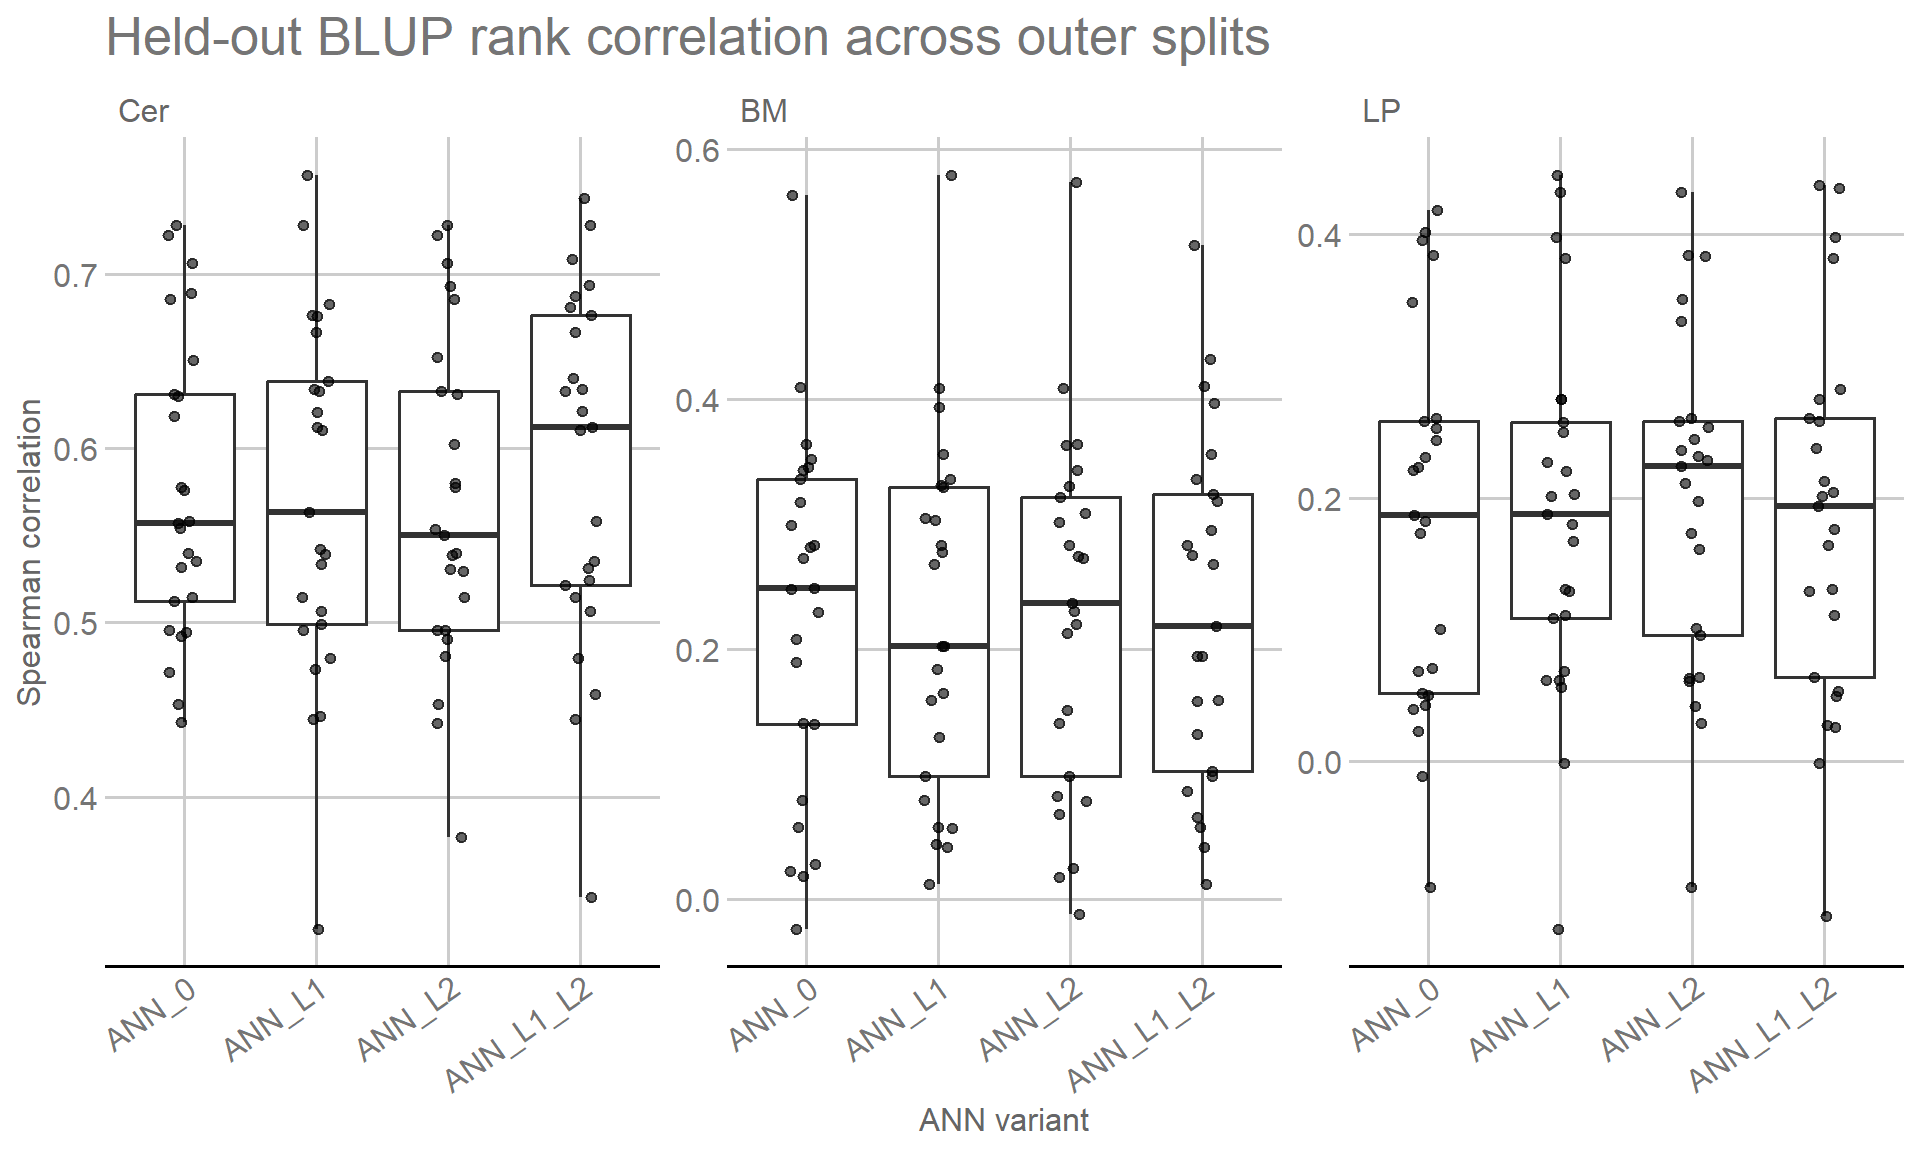 Held-out BLUP rank correlation across outer splits
Cer
BM
LP
Spearman correlation
0.7
0.6
0.5
0.4
0.6
0.4
0.2
0.0
0.4
0.2
0.0
ANN_0
ANN_L1
ANN_L2
ANN_L1_L2
ANN_0
ANN_L1
ANN_L2
ANN_L1_L2
ANN_0
ANN_L1
ANN_L2
ANN_L1_L2
ANN variant